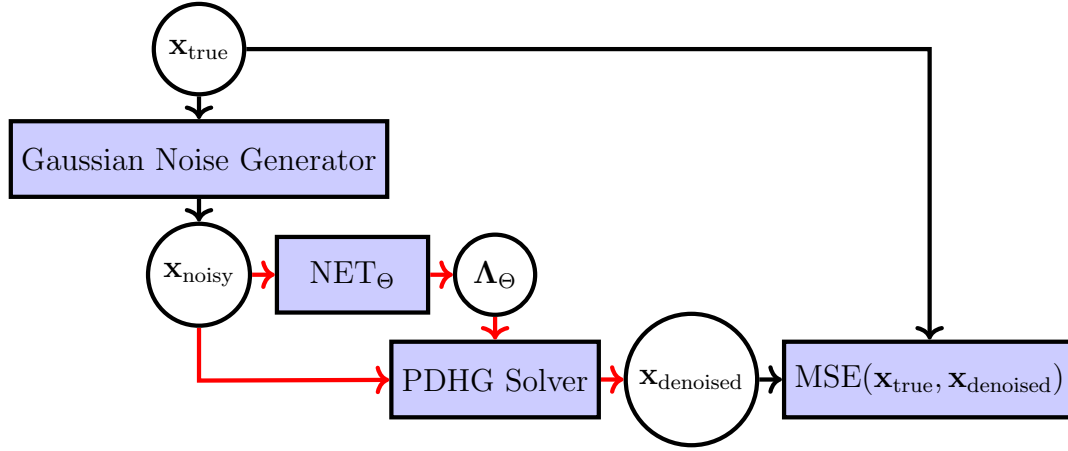 x_true
Gaussian Noise Generator
x_noisy
NET_Θ
Λ_Θ
PDHG Solver
x_denoised
MSE(x_true, x_denoised)